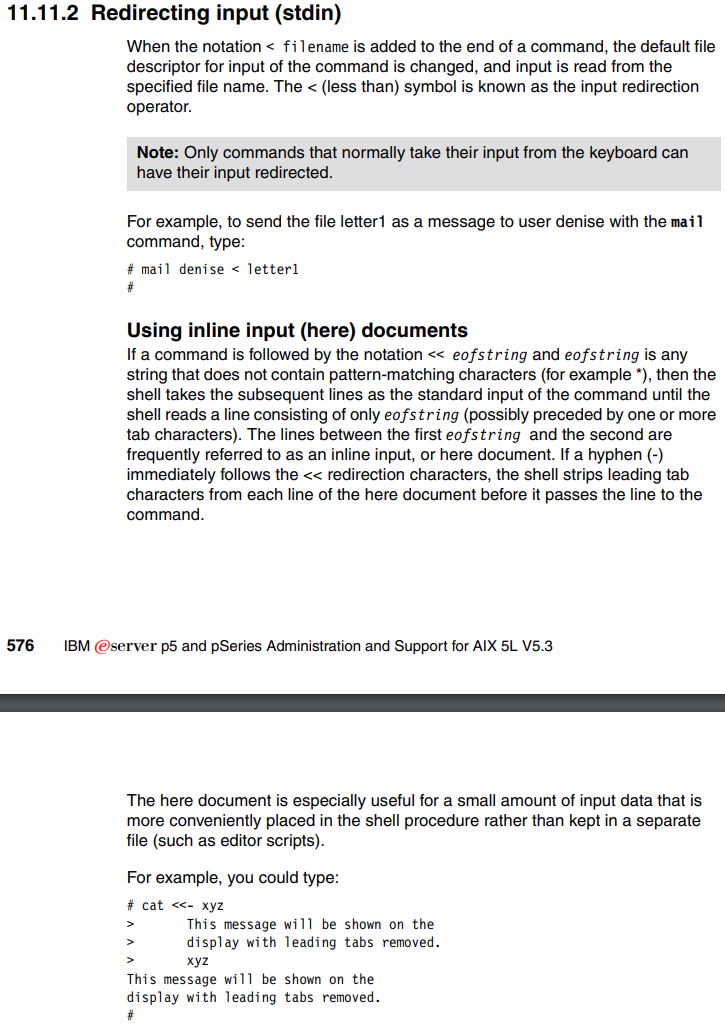 11.11.2 Redirecting input (stdin)
When the notation < filename is added to the end of a command, the default file
descriptor for input of the command is changed, and input is read from the
specified file name. The < (less than) symbol is known as the input redirection
operator.
Note: Only commands that normally take their input from the keyboard can
have their input redirected.
For example, to send the file letter1 as a message to user denise with the mail
command, type:
# mail denise < letter1
#
Using inline input (here) documents
If a command is followed by the notation << eofstring and eofstring is any
string that does not contain pattern-matching characters (for example *), then the
shell takes the subsequent lines as the standard input of the command until the
shell reads a line consisting of only eofstring (possibly preceded by one or more
tab characters). The lines between the first eofstring and the second are
frequently referred to as an inline input, or here document. If a hyphen (-)
immediately follows the << redirection characters, the shell strips leading tab
characters from each line of the here document before it passes the line to the
command.
576 IBM @server p5 and pSeries Administration and Support for AIX 5L V5.3
The here document is especially useful for a small amount of input data that is
more conveniently placed in the shell procedure rather than kept in a separate
file (such as editor scripts).
For example, you could type:
# cat <<- xyz
> This message will be shown on the
> display with leading tabs removed.
> xyz
This message will be shown on the
display with leading tabs removed.
#